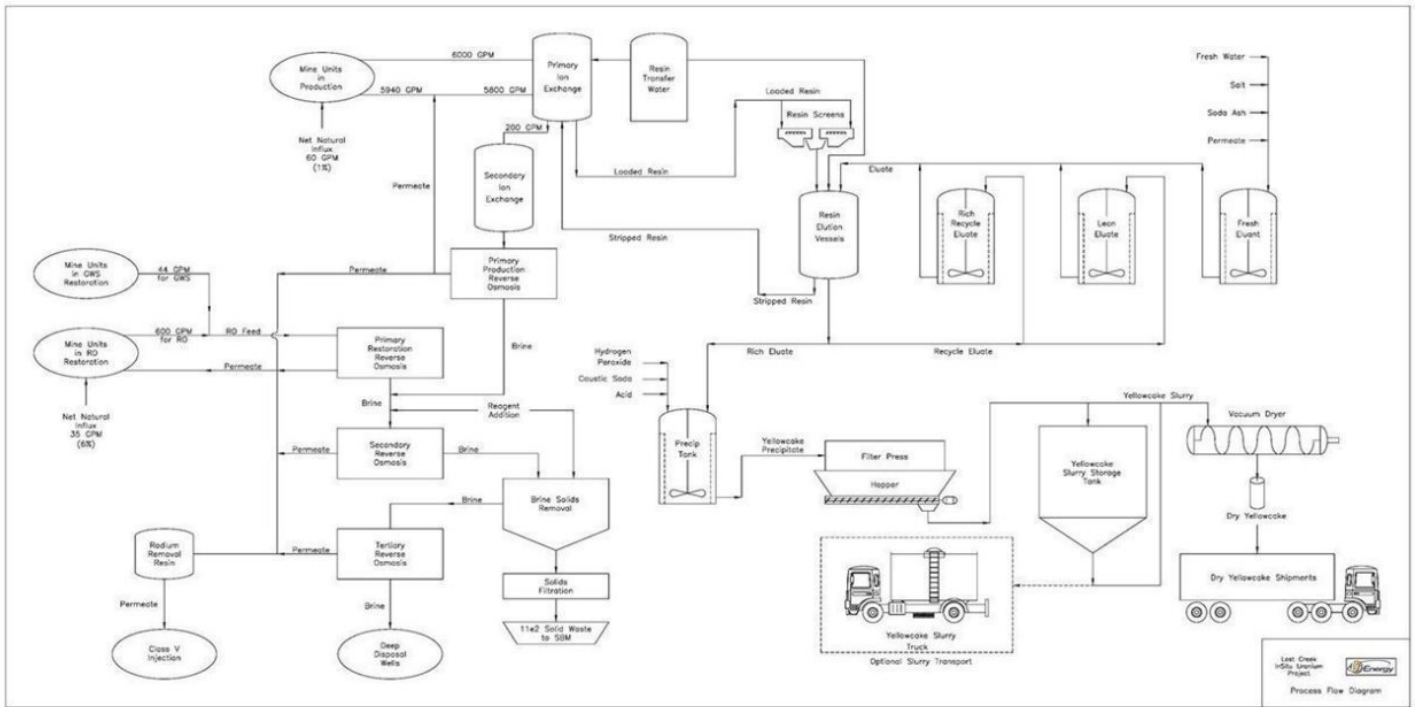 6000 GPM
Mine Units
in
Production
5940 GPM
5800 GPM
Primary
Ion
Exchange
Resin
Transfer
Water
Net Natural
Influx
60 GPM
(1%)
200 GPM
Permeate
Secondary
Ion
Exchange
Loaded Resin
Loaded Resin
Resin Screens
Stripped Resin
Stripped Resin
Resin
Elution
Vessels
Eluate
Rich
Recycle
Eluate
Lean
Eluate
Fresh
Eluant
Fresh Water
Salt
Soda Ash
Permeate
Mine Units
in GWS
Restoration
44 GPM
for GWS
Permeate
Primary
Production
Reverse
Osmosis
Mine Units
in RO
Restoration
600 GPM
for RO
RO Feed
Permeate
Primary
Restoration
Reverse
Osmosis
Brine
Net Natural
Influx
35 GPM
(6%)
Brine
Reagent
Addition
Permeate
Secondary
Reverse
Osmosis
Brine
Brine Solids
Removal
Brine
Radium
Removal
Resin
Permeate
Tertiary
Reverse
Osmosis
Solids
Filtration
Permeate
Brine
11e2 Solid Waste
to SBM
Class V
Injection
Deep
Disposal
Wells
Rich Eluate
Recycle Eluate
Hydrogen
Peroxide
Caustic Soda
Acid
Precip
Tank
Yellowcake
Precipitate
Filter Press
Hopper
Yellowcake Slurry
Yellowcake
Slurry Storage
Tank
Vacuum Dryer
Dry Yellowcake
Dry Yellowcake Shipments
Yellowcake Slurry
Truck
Optional Slurry Transport
Lost Creek
InSitu Uranium
Project
Energy
Process Flow Diagram